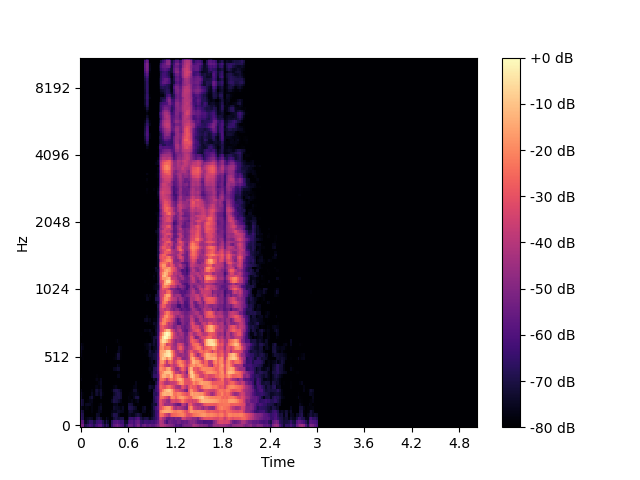 8192
4096
2048
1024
512
0
Hz
0 0.6 1.2 1.8 2.4 3 3.6 4.2 4.8
Time
+0 dB
-10 dB
-20 dB
-30 dB
-40 dB
-50 dB
-60 dB
-70 dB
-80 dB